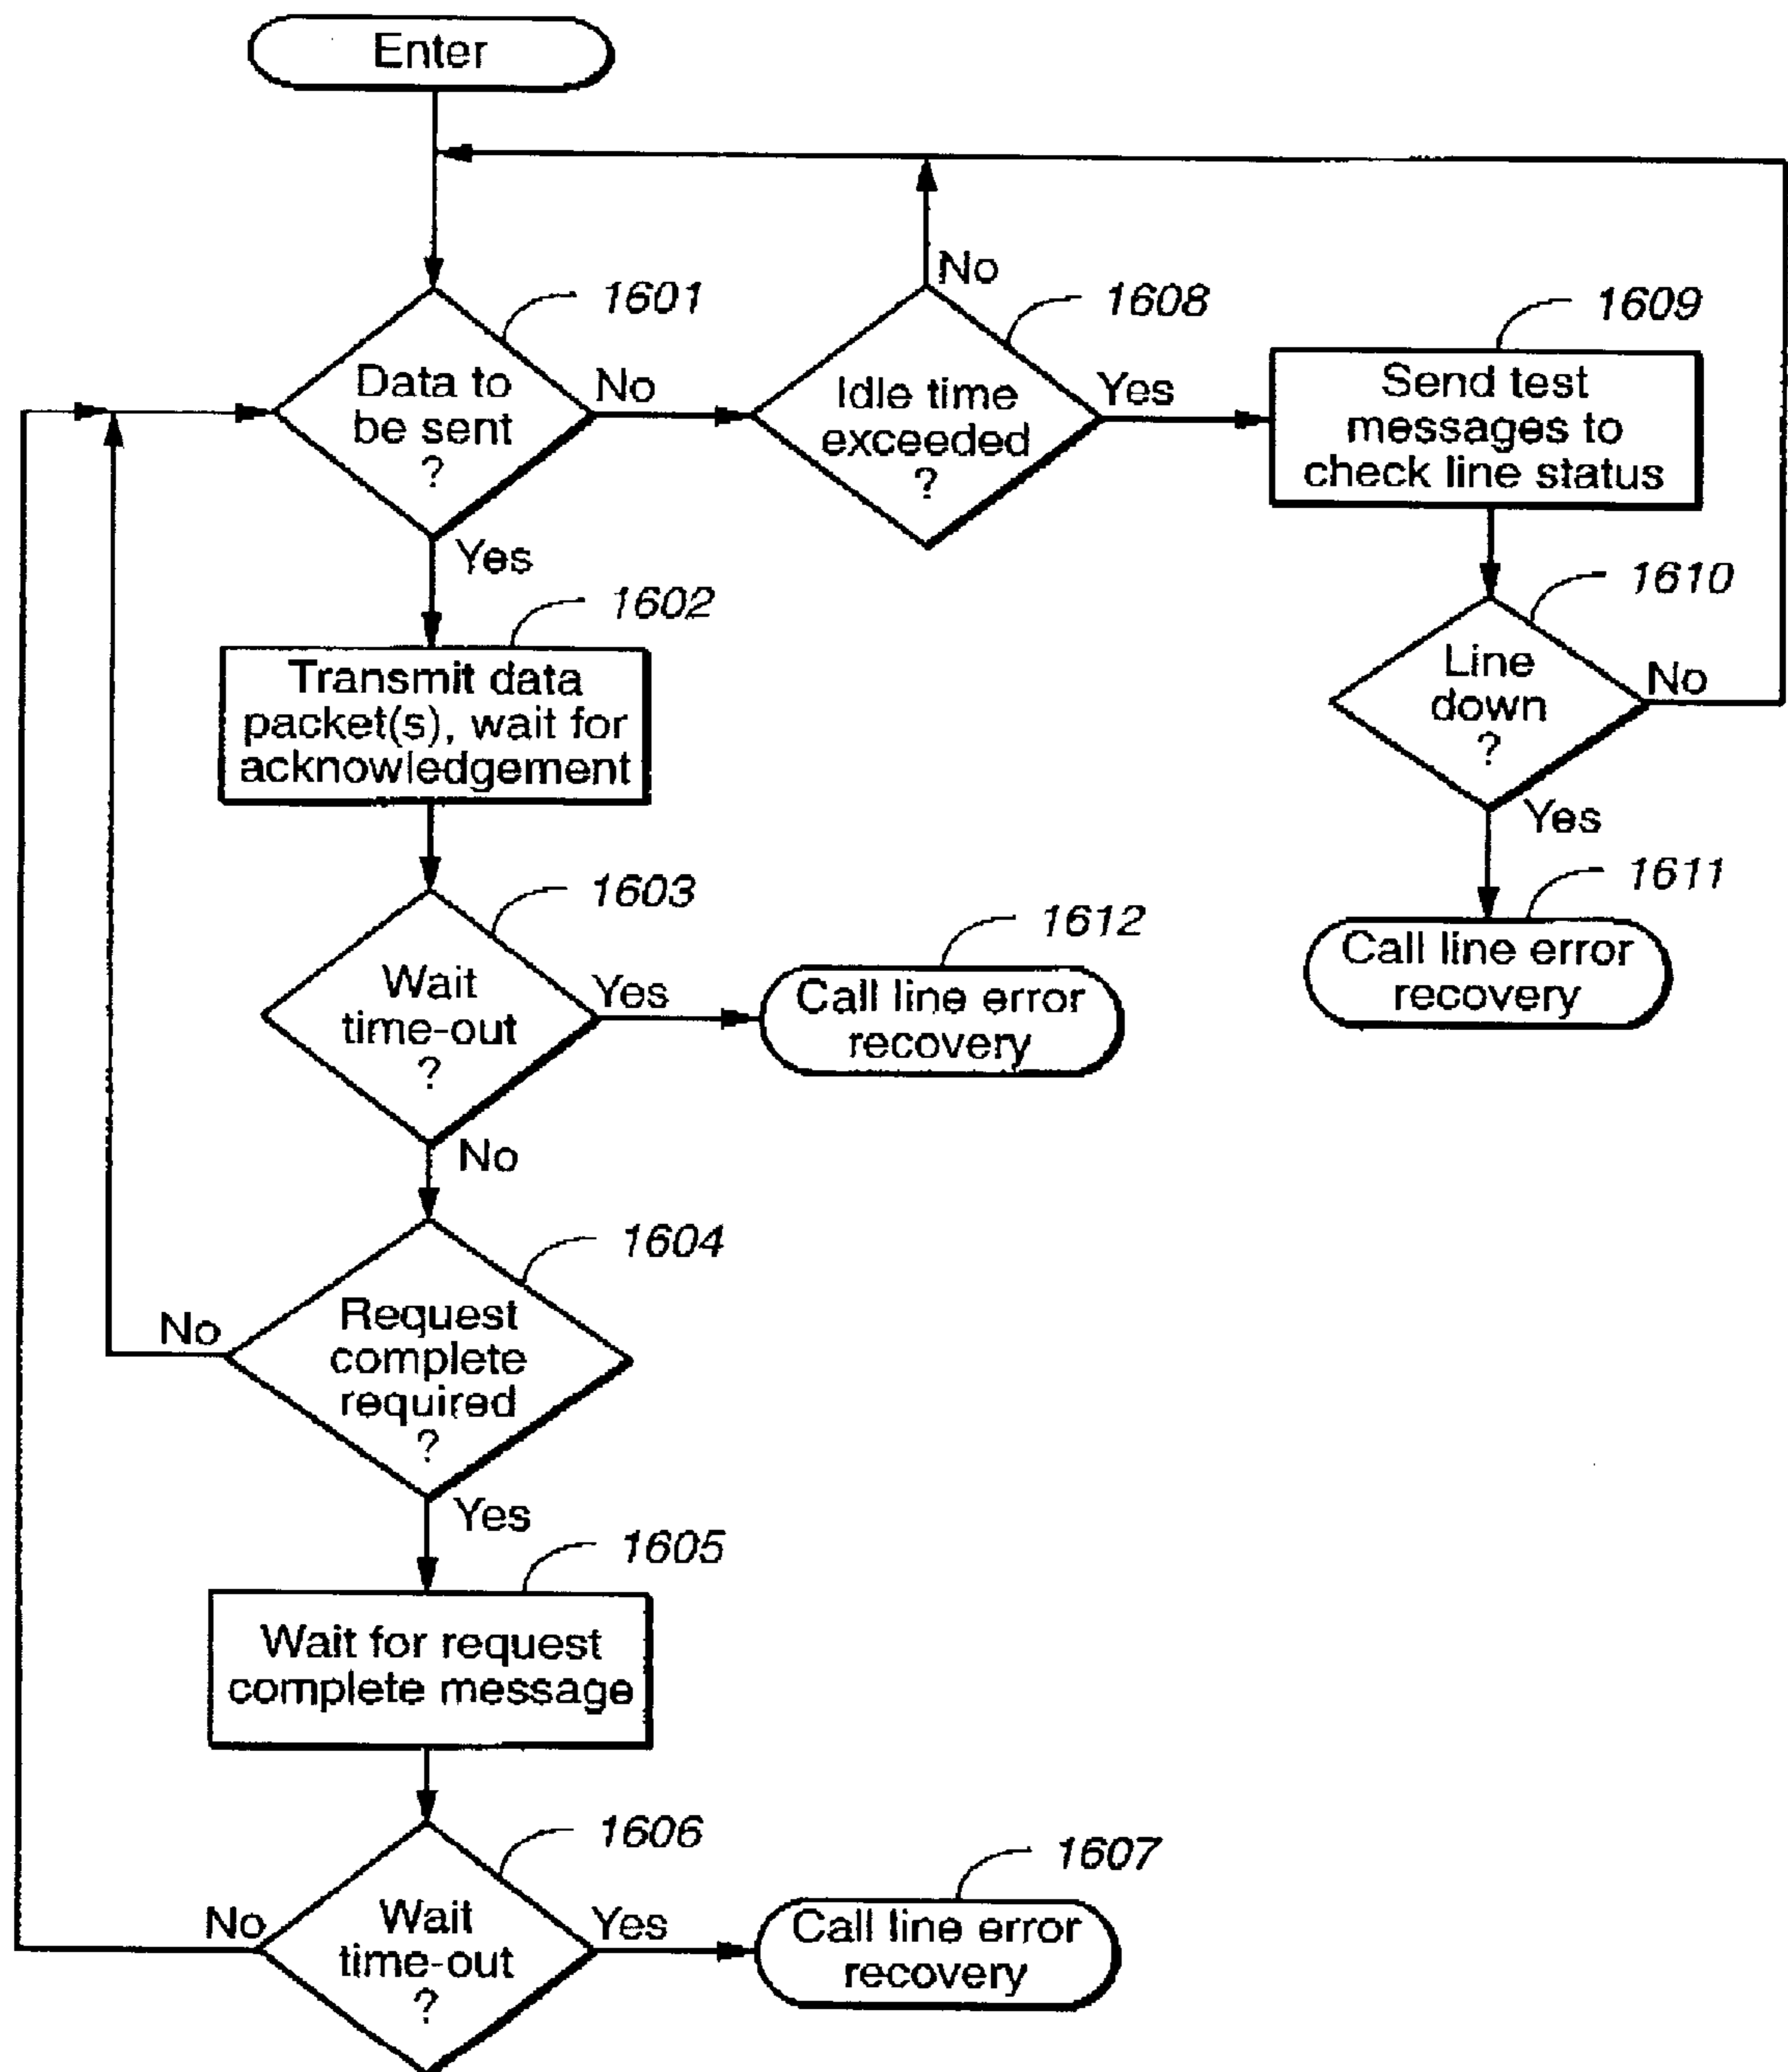 Enter
1601
Data to
be sent
?
No
Yes
No
1608
Idle time
exceeded
?
Yes
1609
Send test
messages to
check line status
1610
Line
down
?
No
Yes
1611
Call line error
recovery
1602
Transmit data
packet(s), wait for
acknowledgement
1603
Wait
time-out
?
Yes
No
1612
Call line error
recovery
1604
Request
complete
required
?
No
Yes
1605
Wait for request
complete message
1606
Wait
time-out
?
No
Yes
1607
Call line error
recovery